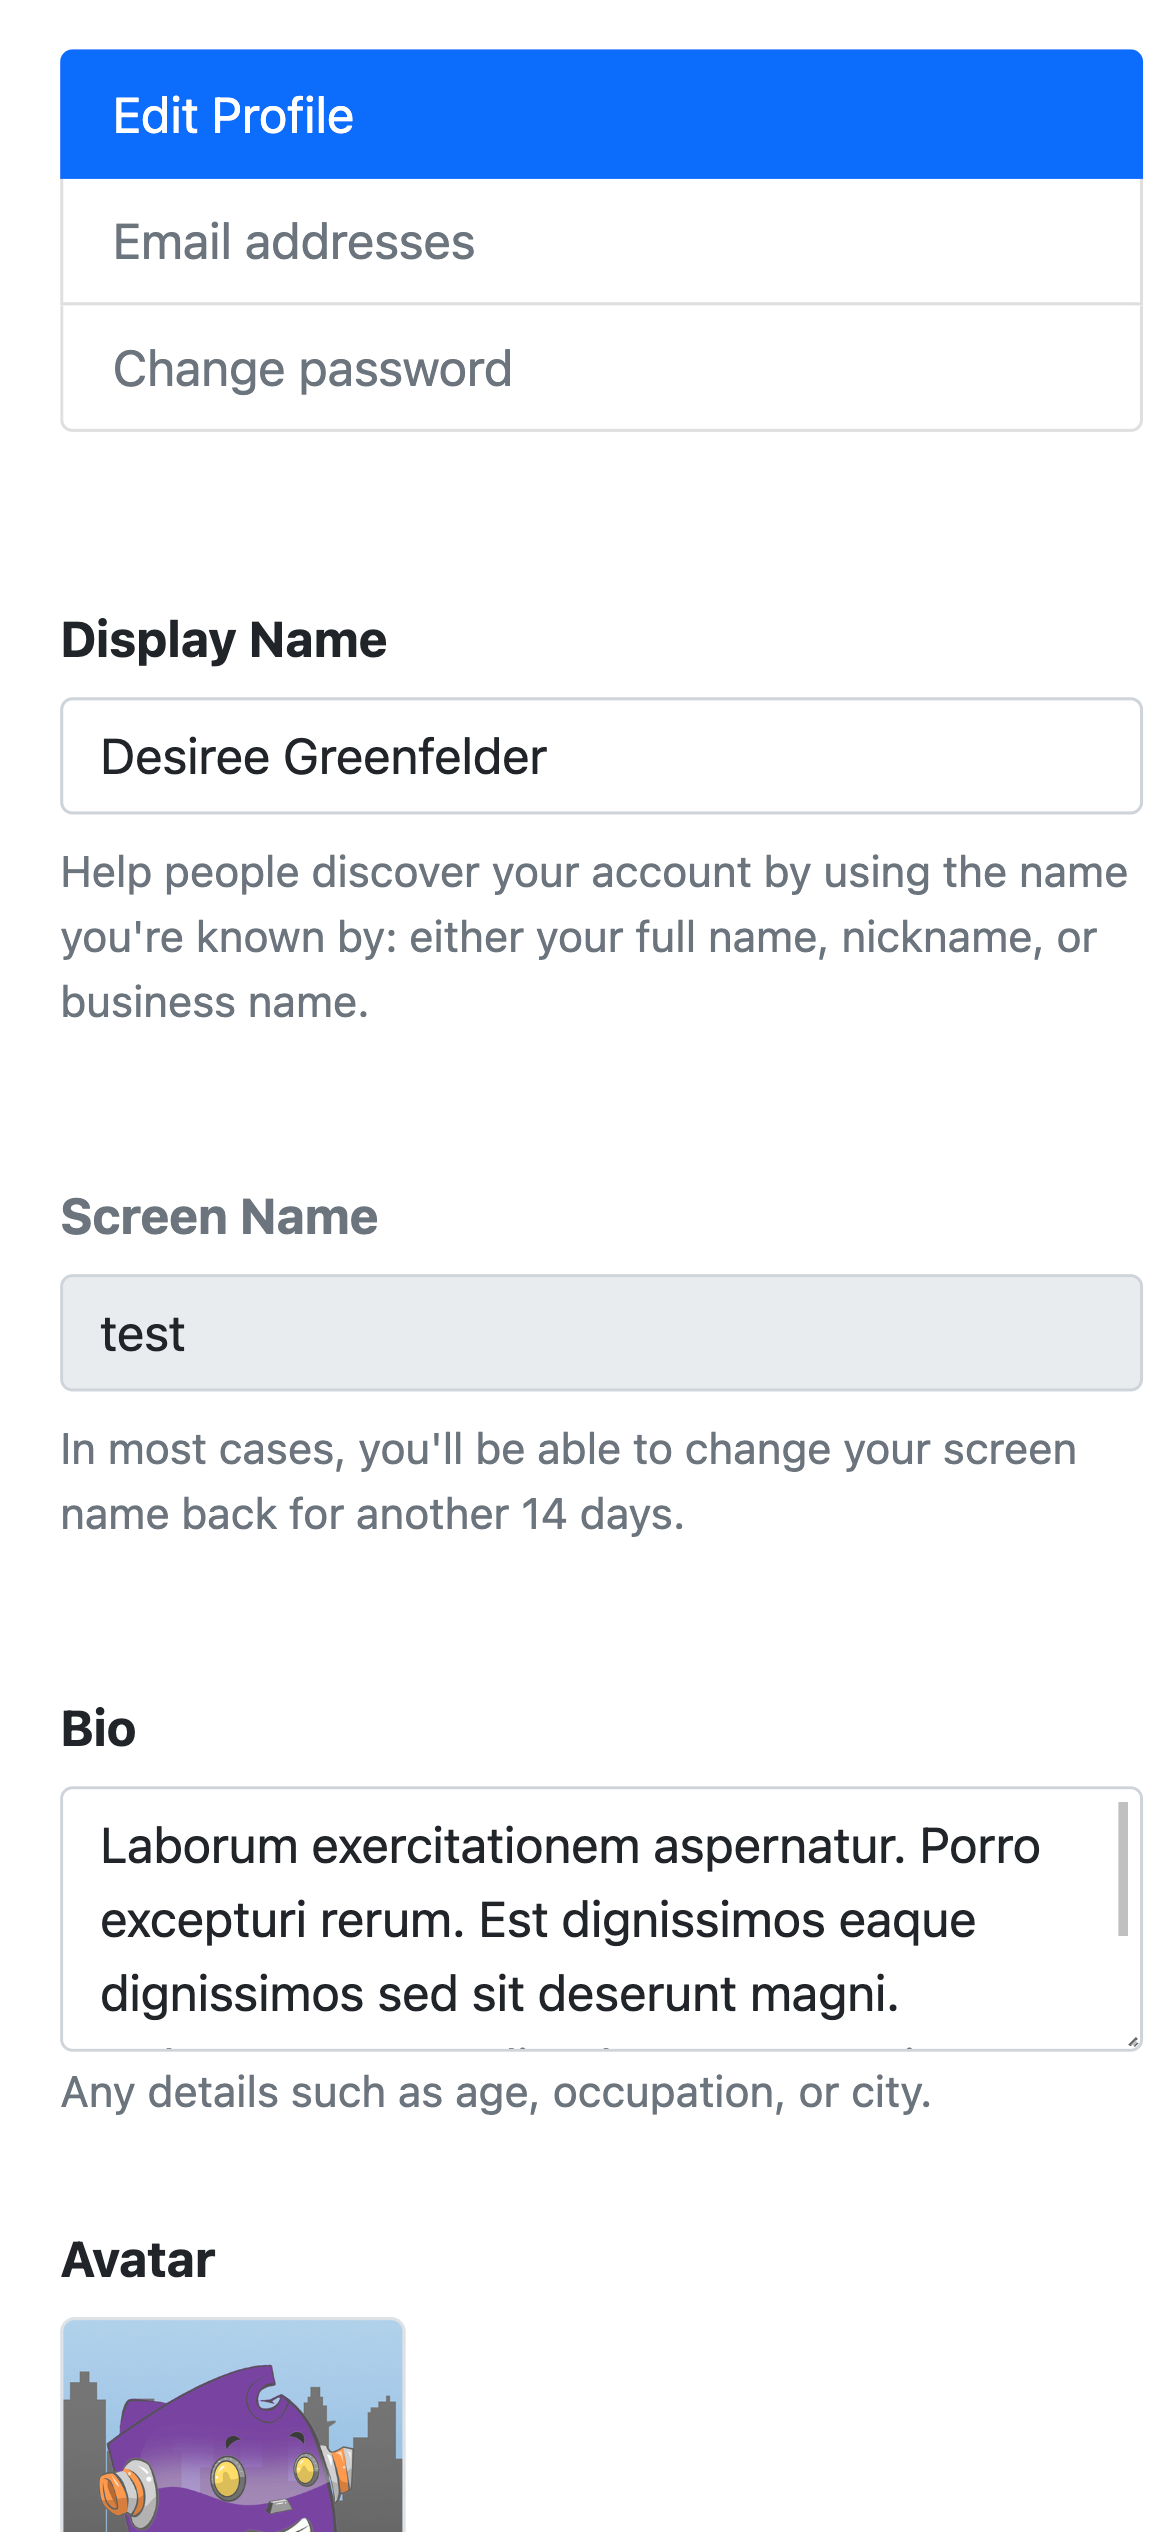 Edit Profile
Email addresses
Change password
Display Name
Desiree Greenfelder
Help people discover your account by using the name
you're known by: either your full name, nickname, or
business name.
Screen Name
test
In most cases, you'll be able to change your screen
name back for another 14 days.
Bio
Laborum exercitationem aspernatur. Porro
excepturi rerum. Est dignissimos eaque
dignissimos sed sit deserunt magni.
Any details such as age, occupation, or city.
Avatar